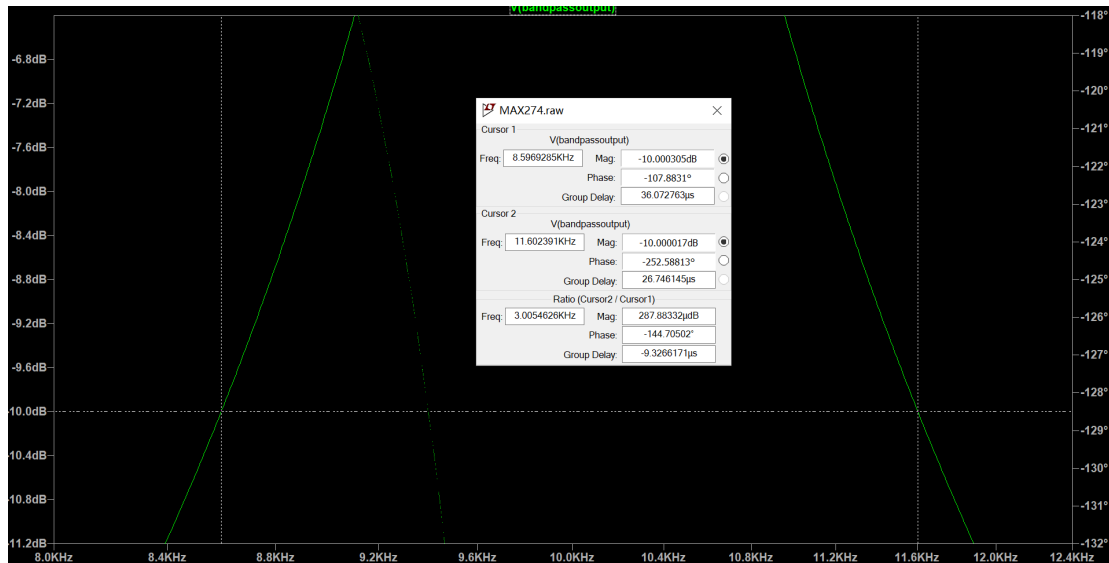 V(bandpassoutput)
-118°
-6.8dB
-119°
-7.2dB
-120°
-7.6dB
-121°
-8.0dB
-122°
-8.4dB
-123°
-8.8dB
-124°
-9.2dB
-125°
-9.6dB
-126°
-10.0dB
-127°
-10.4dB
-128°
-10.8dB
-129°
-11.2dB
-130°
-131°
-132°
8.0KHz 8.4KHz 8.8KHz 9.2KHz 9.6KHz 10.0KHz 10.4KHz 10.8KHz 11.2KHz 11.6KHz 12.0KHz 12.4KHz
MAX274.raw
Cursor 1
V(bandpassoutput)
Freq: 8.5969285KHz Mag: -10.000305dB
Phase: -107.8831°
Group Delay: 36.072763µs
Cursor 2
V(bandpassoutput)
Freq: 11.602391KHz Mag: -10.000017dB
Phase: -252.58813°
Group Delay: 26.746145µs
Ratio (Cursor2 / Cursor1)
Freq: 3.0054626KHz Mag: 287.88332µdB
Phase: -144.70502°
Group Delay: -9.3266171µs